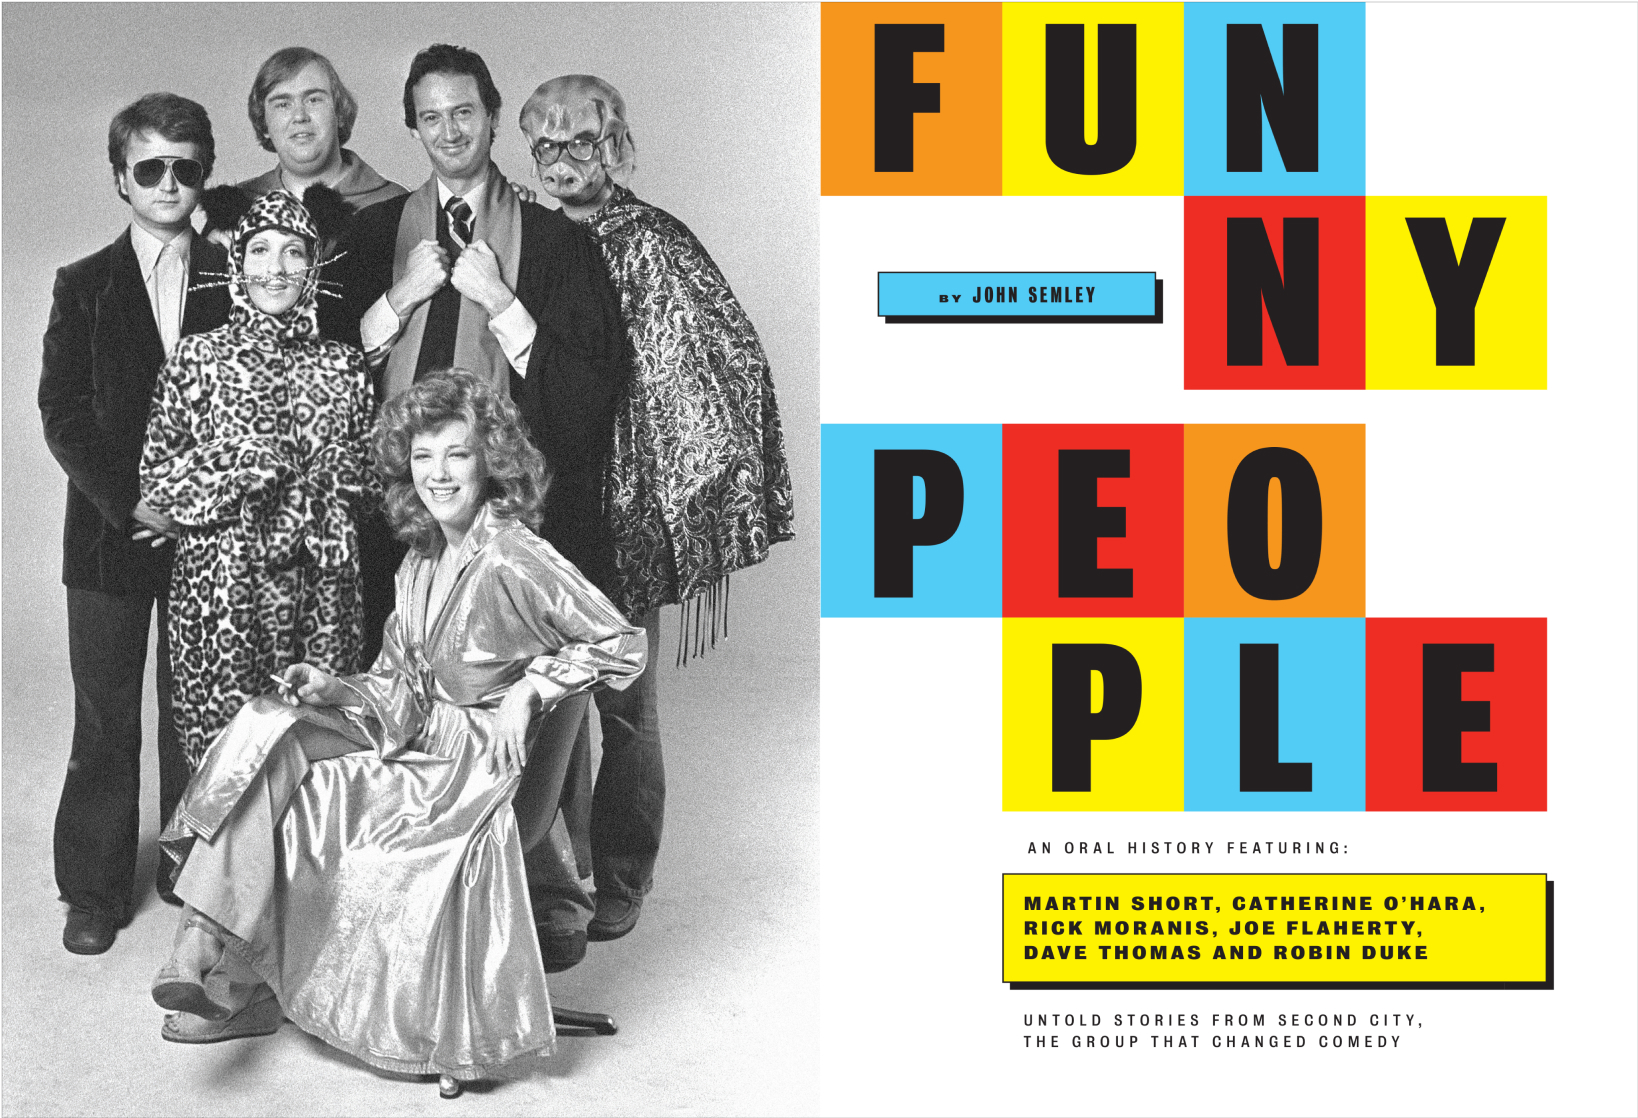 FUN
NY
BY JOHN SEMLEY
PEO
PLE
AN ORAL HISTORY FEATURING:
MARTIN SHORT, CATHERINE O'HARA,
RICK MORANIS, JOE FLAHERTY,
DAVE THOMAS AND ROBIN DUKE
UNTOLD STORIES FROM SECOND CITY,
THE GROUP THAT CHANGED COMEDY